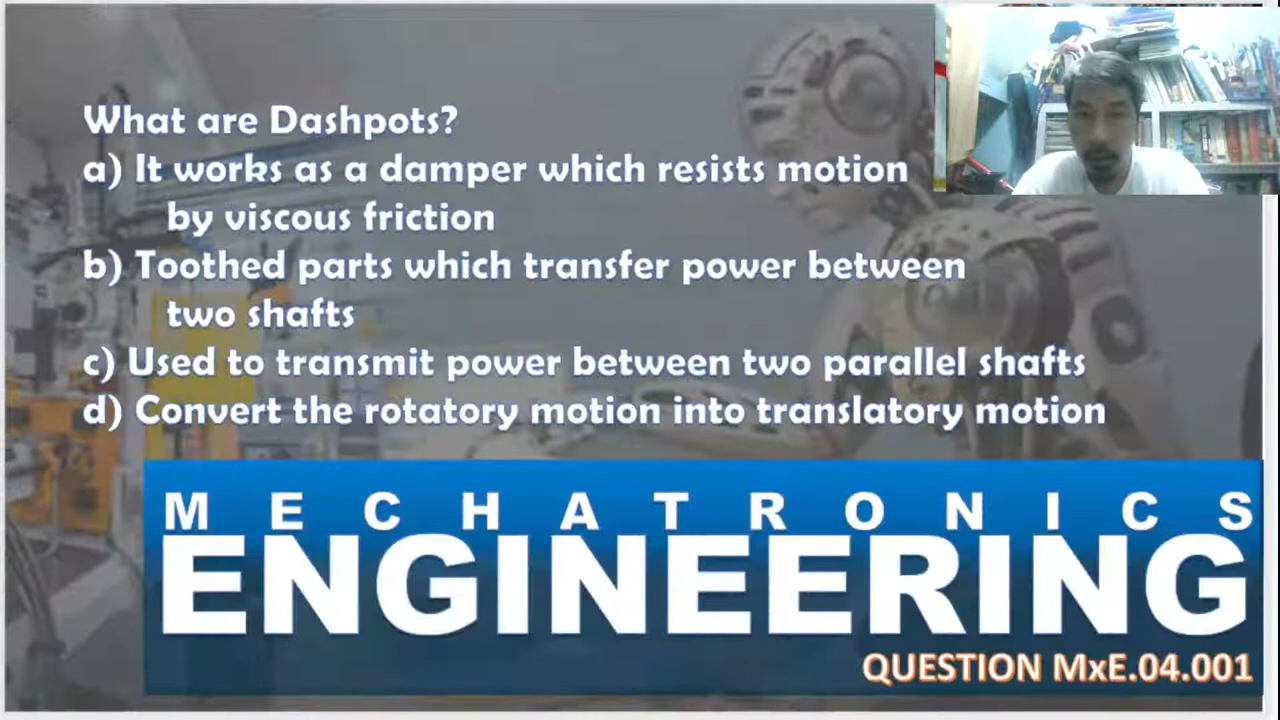 What are Dashpots?
a) It works as a damper which resists motion
by viscous friction
b) Toothed parts which transfer power between
two shafts
c) Used to transmit power between two parallel shafts
d) Convert the rotatory motion into translatory motion
MECHATRONICS
ENGINEERING
QUESTION MxE.04.001